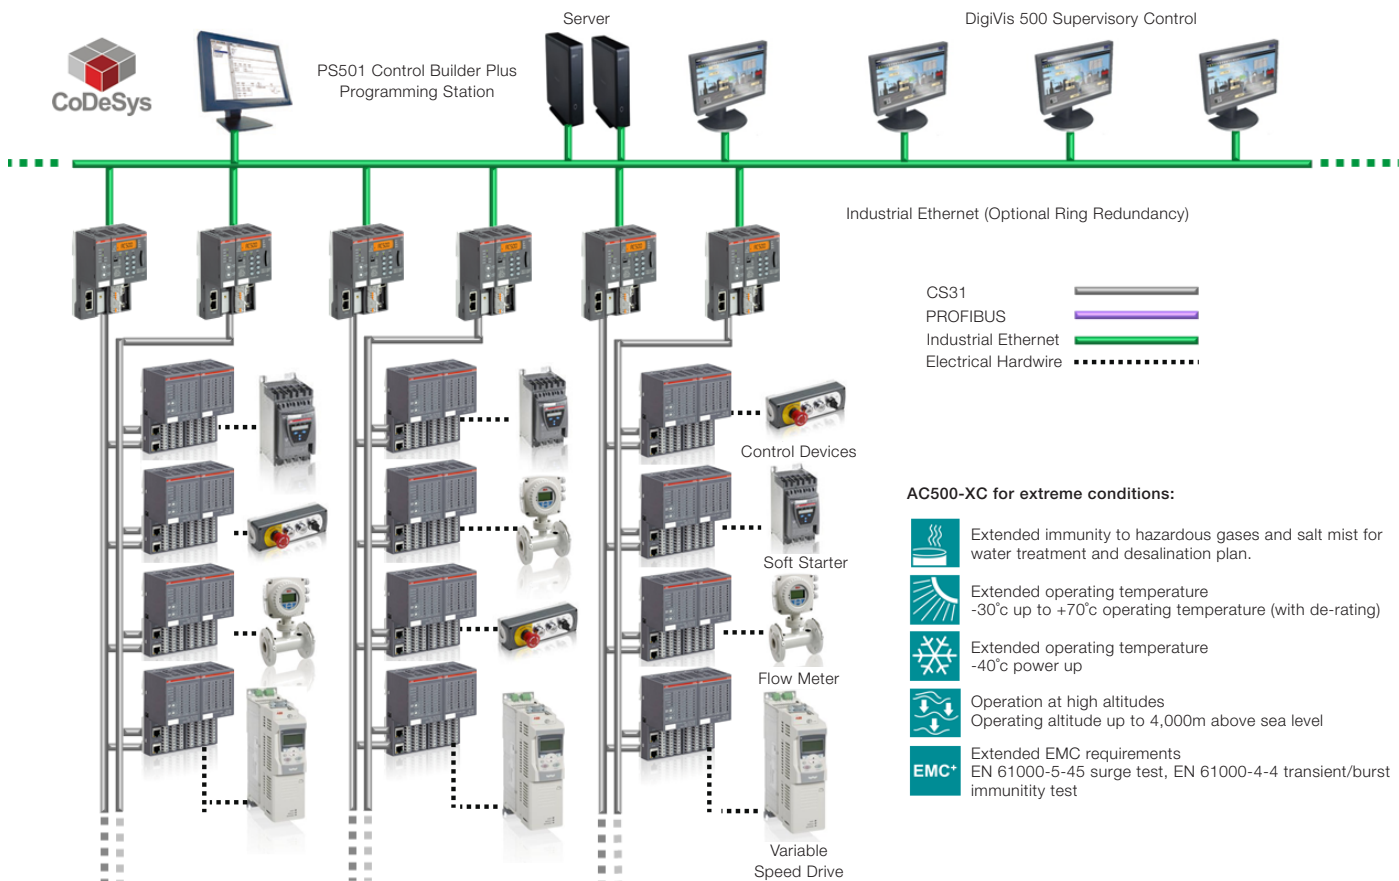 Server
DigiVis 500 Supervisory Control
CoDeSys
PS501 Control Builder Plus
Programming Station
Industrial Ethernet (Optional Ring Redundancy)
CS31
PROFIBUS
Industrial Ethernet
Electrical Hardwire
Control Devices
Soft Starter
Flow Meter
Variable
Speed Drive
AC500-XC for extreme conditions:
Extended immunity to hazardous gases and salt mist for
water treatment and desalination plan.
Extended operating temperature
-30°c up to +70°c operating temperature (with de-rating)
Extended operating temperature
-40°c power up
Operation at high altitudes
Operating altitude up to 4,000m above sea level
EMC+
Extended EMC requirements
EN 61000-5-45 surge test, EN 61000-4-4 transient/burst
immunitity test